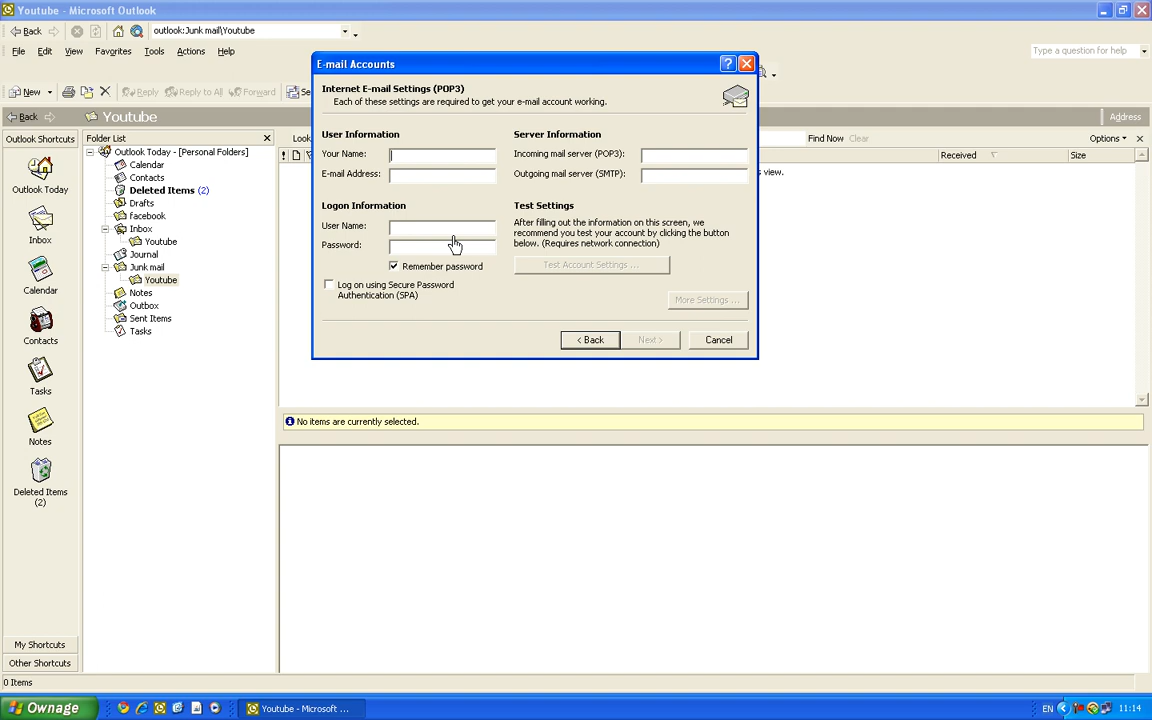 Youtube - Microsoft Outlook
Back
outlook:Junk mail\Youtube
File Edit View Favorites Tools Actions Help
Type a question for help
New Reply Reply to All Forward
Back Youtube Address
Outlook Shortcuts
Outlook Today
Inbox
Calendar
Contacts
Tasks
Notes
Deleted Items
(2)
My Shortcuts
Other Shortcuts
Folder List
Outlook Today - [Personal Folders]
Calendar
Contacts
Deleted Items (2)
Drafts
facebook
Inbox
Youtube
Journal
Junk mail
Youtube
Notes
Outbox
Sent Items
Tasks
Find Now Clear Options
Received Size
view.
E-mail Accounts
Internet E-mail Settings (POP3)
Each of these settings are required to get your e-mail account working.
User Information
Your Name:
E-mail Address:
Server Information
Incoming mail server (POP3):
Outgoing mail server (SMTP):
Logon Information
User Name:
Password:
Remember password
Log on using Secure Password
Authentication (SPA)
Test Settings
After filling out the information on this screen, we
recommend you test your account by clicking the button
below. (Requires network connection)
Test Account Settings ...
More Settings ...
< Back Next > Cancel
No items are currently selected.
0 Items
Ownage
Youtube - Microsoft ...
EN
11:14